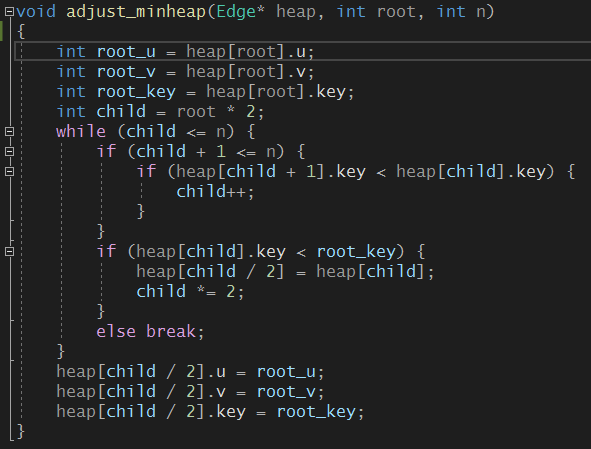 void adjust_minheap(Edge* heap, int root, int n)
{
    int root_u = heap[root].u;
    int root_v = heap[root].v;
    int root_key = heap[root].key;
    int child = root * 2;
    while (child <= n) {
        if (child + 1 <= n) {
            if (heap[child + 1].key < heap[child].key) {
                child++;
            }
        }
        if (heap[child].key < root_key) {
            heap[child / 2] = heap[child];
            child *= 2;
        }
        else break;
    }
    heap[child / 2].u = root_u;
    heap[child / 2].v = root_v;
    heap[child / 2].key = root_key;
}